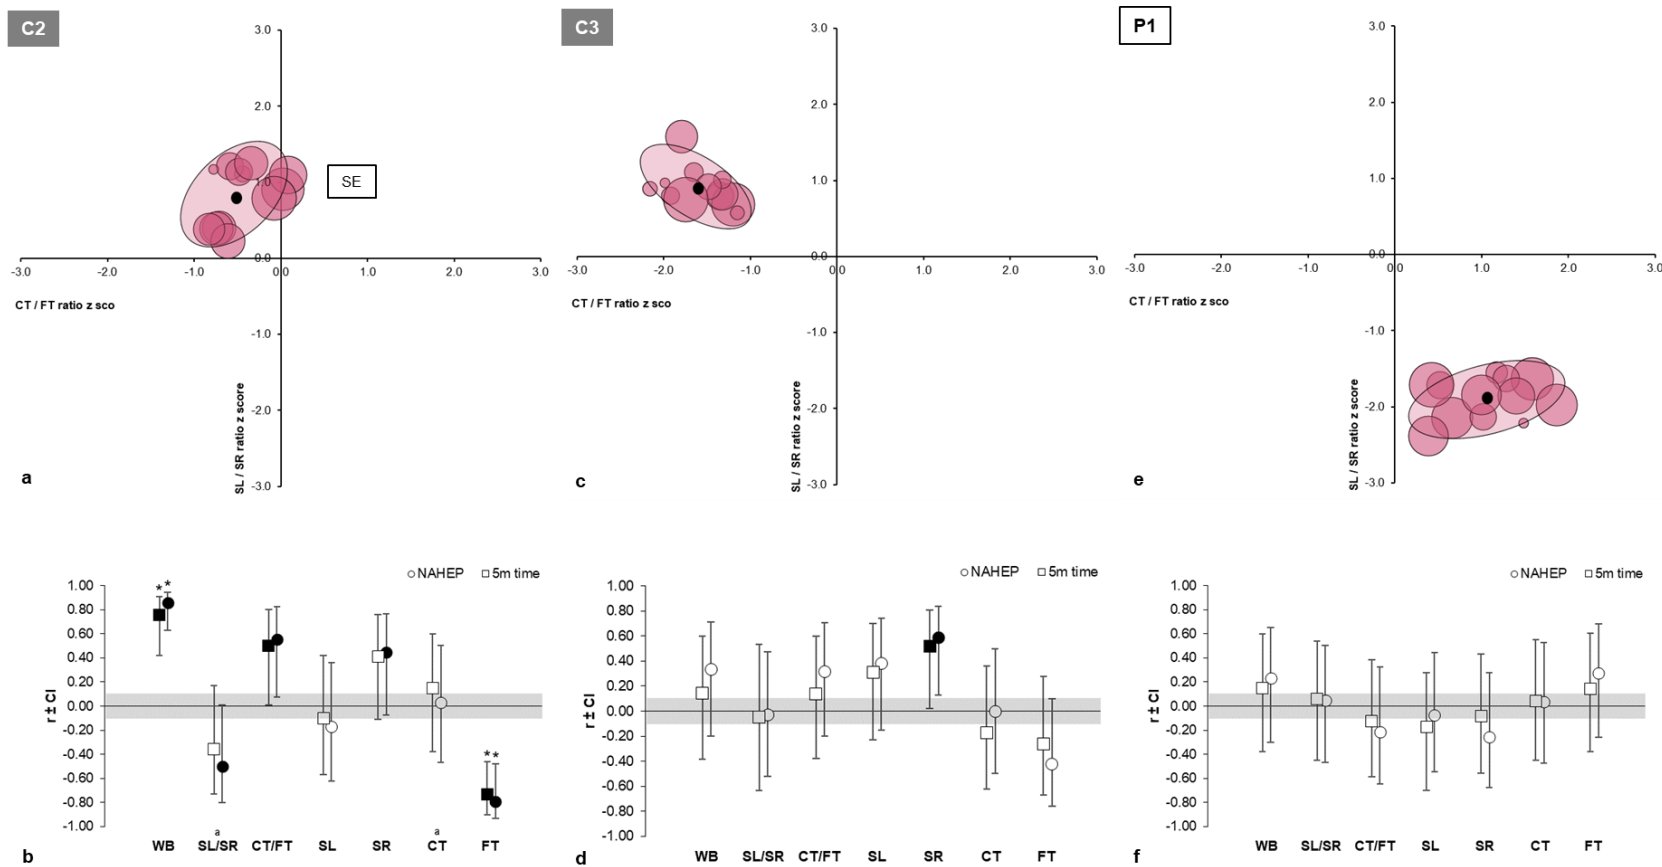 C2
C3
P1
3.0
2.0
1.0
0.0
-1.0
-2.0
-3.0
-3.0 -2.0 -1.0 0.0 1.0 2.0 3.0
SE
CT / FT ratio z sco
SL / SR ratio z score
a
3.0
2.0
1.0
0.0
-1.0
-2.0
-3.0
-3.0 -2.0 -1.0 0.0 1.0 2.0 3.0
CT / FT ratio z sco
SL / SR ratio z score
c
3.0
2.0
1.0
0.0
-1.0
-2.0
-3.0
-3.0 -2.0 -1.0 0.0 1.0 2.0 3.0
CT / FT ratio z sco
SL / SR ratio z score
e
NAHEP 5m time
1.00
0.80
0.60
0.40
0.20
0.00
-0.20
-0.40
-0.60
-0.80
-1.00
r ± CI
* *
* *
a a
WB SL/SR CT/FT SL SR CT FT
b
NAHEP 5m time
1.00
0.80
0.60
0.40
0.20
0.00
-0.20
-0.40
-0.60
-0.80
-1.00
r ± CI
WB SL/SR CT/FT SL SR CT FT
d
NAHEP 5m time
1.00
0.80
0.60
0.40
0.20
0.00
-0.20
-0.40
-0.60
-0.80
-1.00
r ± CI
WB SL/SR CT/FT SL SR CT FT
f